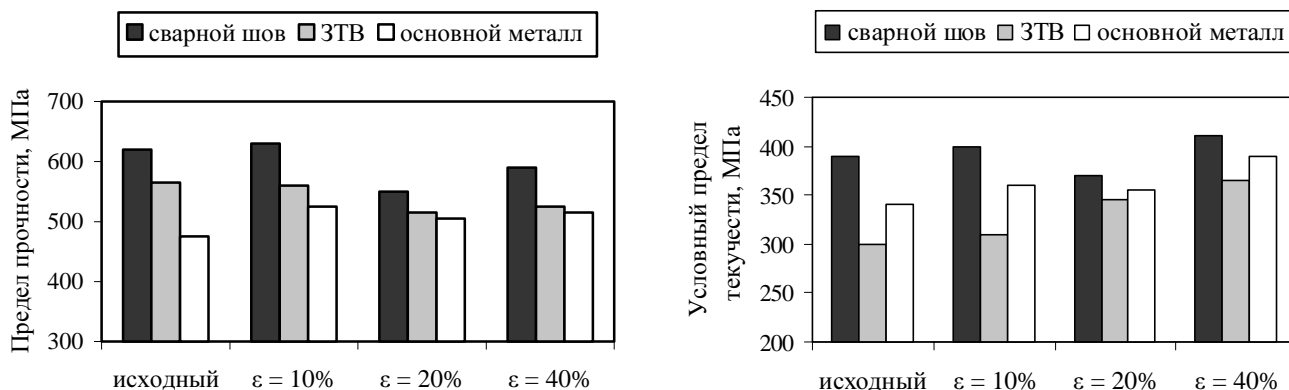 сварной шов ЗТВ основной металл
Предел прочности, МПа
700
600
500
400
300
исходный ε = 10% ε = 20% ε = 40%
сварной шов ЗТВ основной металл
Условный предел
текучести, МПа
450
400
350
300
250
200
исходный ε = 10% ε = 20% ε = 40%